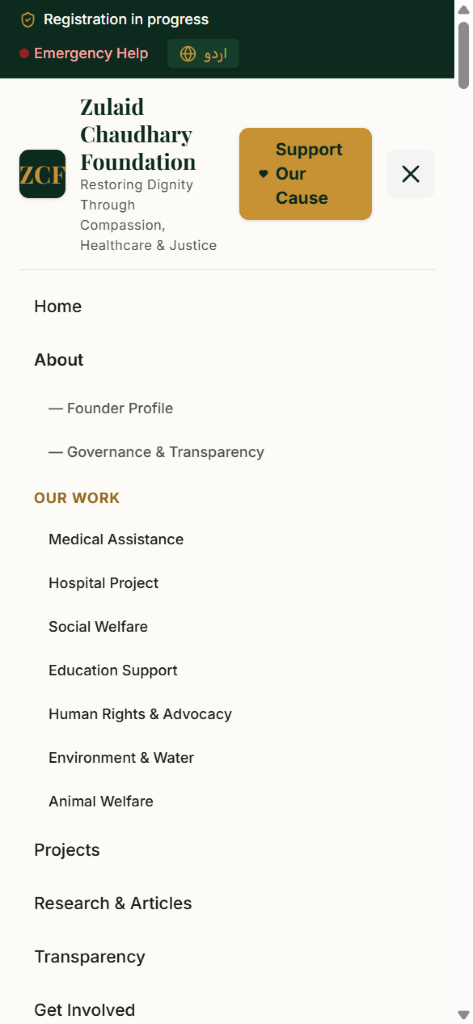 Registration in progress
Emergency Help
اردو
ZCF
Zulaid
Chaudhary
Foundation
Restoring Dignity
Through
Compassion,
Healthcare & Justice
Support
Our
Cause
Home
About
— Founder Profile
— Governance & Transparency
OUR WORK
Medical Assistance
Hospital Project
Social Welfare
Education Support
Human Rights & Advocacy
Environment & Water
Animal Welfare
Projects
Research & Articles
Transparency
Get Involved